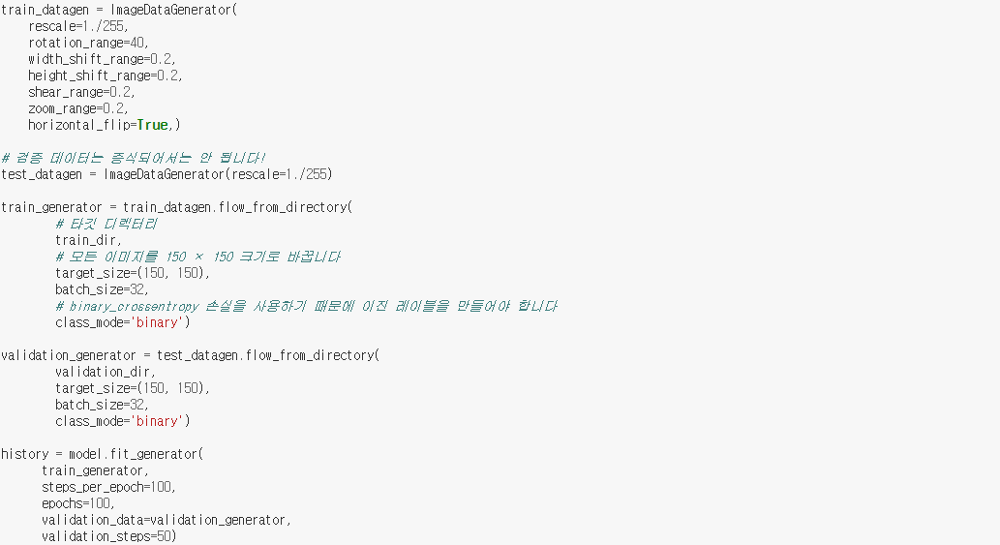 train_datagen = ImageDataGenerator(
    rescale=1./255,
    rotation_range=40,
    width_shift_range=0.2,
    height_shift_range=0.2,
    shear_range=0.2,
    zoom_range=0.2,
    horizontal_flip=True,)

# 검증 데이터는 증식되어서는 안 됩니다!
test_datagen = ImageDataGenerator(rescale=1./255)

train_generator = train_datagen.flow_from_directory(
        # 타깃 디렉터리
        train_dir,
        # 모든 이미지를 150 × 150 크기로 바꿉니다
        target_size=(150, 150),
        batch_size=32,
        # binary_crossentropy 손실을 사용하기 때문에 이진 레이블을 만들어야 합니다
        class_mode='binary')

validation_generator = test_datagen.flow_from_directory(
        validation_dir,
        target_size=(150, 150),
        batch_size=32,
        class_mode='binary')

history = model.fit_generator(
      train_generator,
      steps_per_epoch=100,
      epochs=100,
      validation_data=validation_generator,
      validation_steps=50)